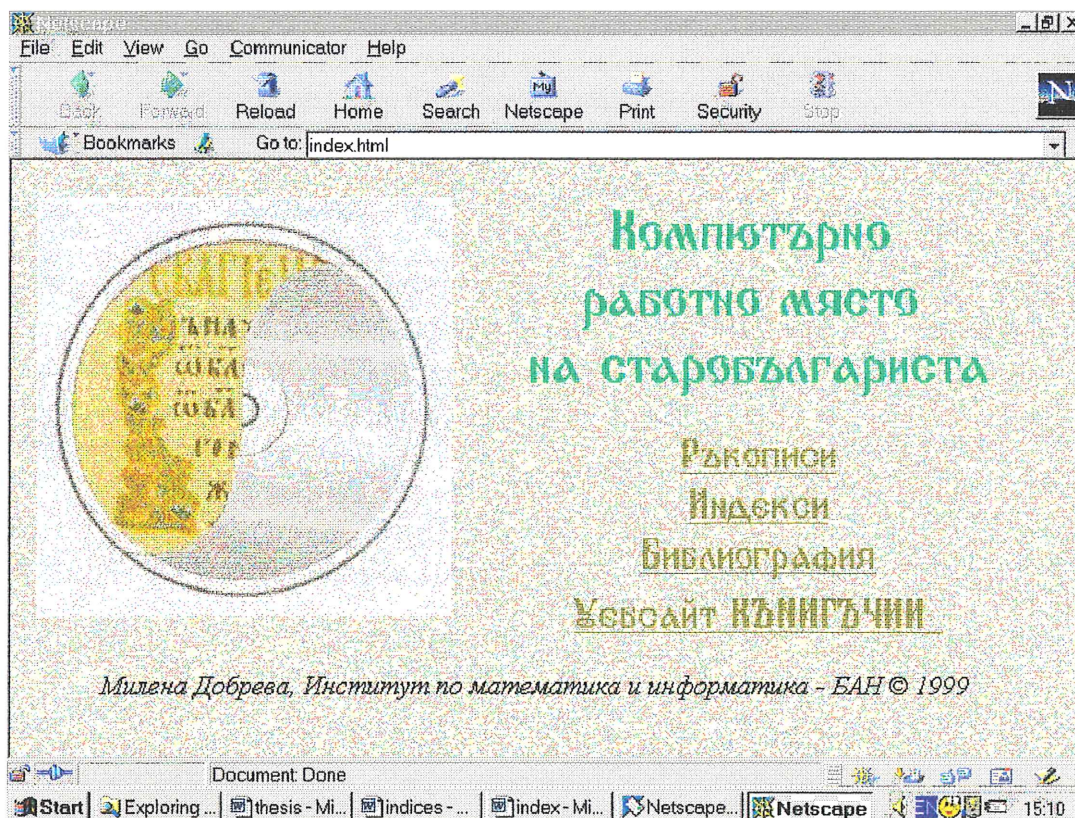 Netscape
File Edit View Go Communicator Help
Back Forward Reload Home Search Netscape Print Security Stop
Bookmarks Go to: index.html
Компютърно
работно място
на старобългариста
Ръкописи
Индекси
Библиография
Уебсайт КЪНИГЪЧИИ
Милена Добрева, Институт по математика и информатика - БАН © 1999
Document: Done
Start Exploring ... thesis - Mi... indices - ... index - Mi... Netscape... Netscape EN 15:10